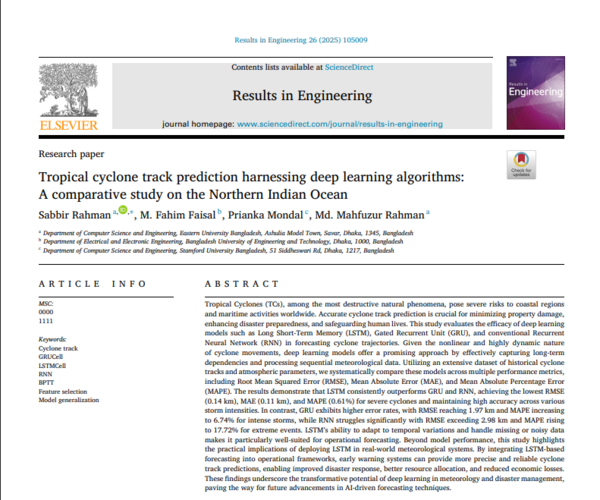 Results in Engineering 26 (2025) 105009
Contents lists available at ScienceDirect
Results in Engineering
journal homepage: www.sciencedirect.com/journal/results-in-engineering
ELSEVIER
Results in
Engineering
Research paper
Check for
updates
Tropical cyclone track prediction harnessing deep learning algorithms:
A comparative study on the Northern Indian Ocean
Sabbir Rahman a,*, M. Fahim Faisal b, Prianka Mondal c, Md. Mahfuzur Rahman a
a Department of Computer Science and Engineering, Eastern University Bangladesh, Ashulia Model Town, Savar, Dhaka, 1345, Bangladesh
b Department of Electrical and Electronic Engineering, Bangladesh University of Engineering and Technology, Dhaka, 1000, Bangladesh
c Department of Computer Science and Engineering, Stamford University Bangladesh, 51 Siddheswari Rd, Dhaka, 1217, Bangladesh
ARTICLE INFO
MSC:
0000
1111
Keywords:
Cyclone track
GRUCell
LSTMCell
RNN
BPTT
Feature selection
Model generalization
ABSTRACT
Tropical Cyclones (TCs), among the most destructive natural phenomena, pose severe risks to coastal regions
and maritime activities worldwide. Accurate cyclone track prediction is crucial for minimizing property damage,
enhancing disaster preparedness, and safeguarding human lives. This study evaluates the efficacy of deep learning
models such as Long Short-Term Memory (LSTM), Gated Recurrent Unit (GRU), and conventional Recurrent
Neural Network (RNN) in forecasting cyclone trajectories. Given the nonlinear and highly dynamic nature
of cyclone movements, deep learning models offer a promising approach by effectively capturing long-term
dependencies and processing sequential meteorological data. Utilizing an extensive dataset of historical cyclone
tracks and atmospheric parameters, we systematically compare these models across multiple performance metrics,
including Root Mean Squared Error (RMSE), Mean Absolute Error (MAE), and Mean Absolute Percentage Error
(MAPE). The results demonstrate that LSTM consistently outperforms GRU and RNN, achieving the lowest RMSE
(0.14 km), MAE (0.11 km), and MAPE (0.61%) for severe cyclones and maintaining high accuracy across various
storm intensities. In contrast, GRU exhibits higher error rates, with RMSE reaching 1.97 km and MAPE increasing
to 6.74% for intense storms, while RNN struggles significantly with RMSE exceeding 2.98 km and MAPE rising
to 17.72% for extreme events. LSTM's ability to adapt to temporal variations and handle missing or noisy data
makes it particularly well-suited for operational forecasting. Beyond model performance, this study highlights
the practical implications of deploying LSTM in real-world meteorological systems. By integrating LSTM-based
forecasting into operational frameworks, early warning systems can provide more precise and reliable cyclone
track predictions, enabling improved disaster response, better resource allocation, and reduced economic losses.
These findings underscore the transformative potential of deep learning in meteorology and disaster management,
paving the way for future advancements in AI-driven forecasting techniques.